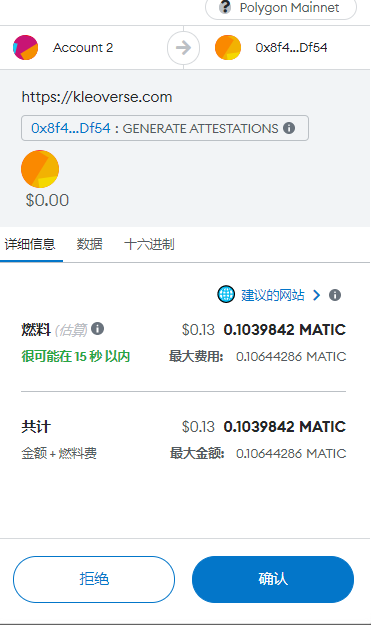 Polygon Mainnet
Account 2 0x8f4...Df54
https://kleoverse.com
0x8f4...Df54 : GENERATE ATTESTATIONS
$0.00
详细信息 数据 十六进制
建议的网站
燃料 (估算) $0.13 0.1039842 MATIC
很可能在 15 秒 以内 最大费用: 0.10644286 MATIC
共计 $0.13 0.1039842 MATIC
金额 + 燃料费 最大金额: 0.10644286 MATIC
拒绝 确认